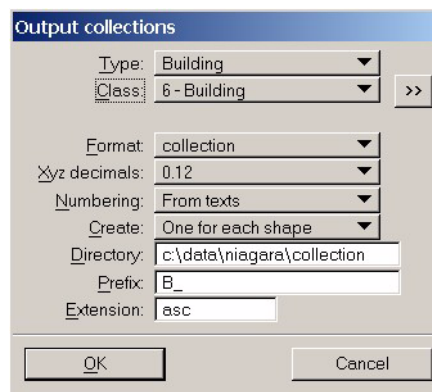 Output collections
Type: Building
Class: 6 - Building
>>
Format: collection
Xyz decimals: 0.12
Numbering: From texts
Create: One for each shape
Directory: c:\data\niagara\collection
Prefix: B_
Extension: asc
OK Cancel